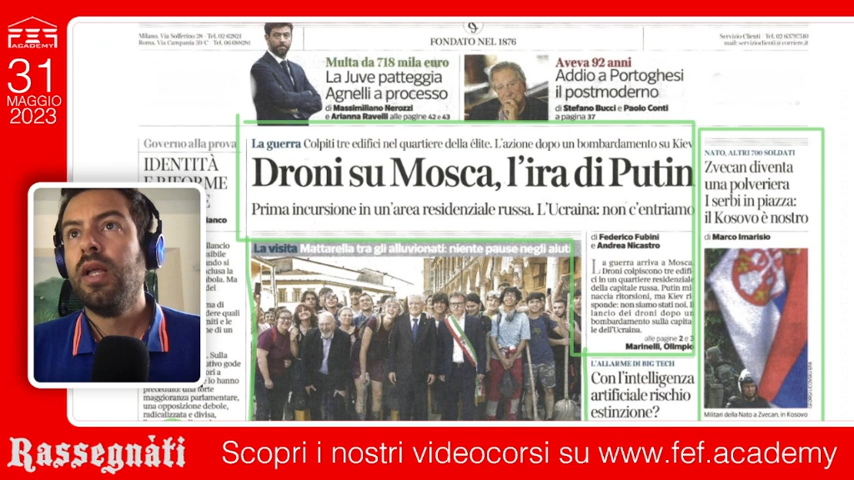 FEF
ACADEMY
31
MAGGIO
2023
Milano, Via Solferino 28 - Tel. 02 62821
Roma, Via Campania 59/C - Tel. 06 688281
FONDATO NEL 1876
Servizio Clienti - Tel. 02 63797510
mail: servizioclienti@corriere.it
Multa da 718 mila euro
La Juve patteggia
Agnelli a processo
di Massimiliano Nerozzi
e Arianna Ravelli alle pagine 42 e 43
Aveva 92 anni
Addio a Portoghesi
il postmoderno
di Stefano Bucci e Paolo Conti
a pagina 37
Governo alla prova
IDENTITÀ
E RIFORME
La guerra Colpiti tre edifici nel quartiere della élite. L'azione dopo un bombardamento su Kiev
Droni su Mosca, l'ira di Putin
Prima incursione in un'area residenziale russa. L'Ucraina: non c'entriamo
La visita Mattarella tra gli alluvionati: niente pause negli aiuti
di Federico Fubini
e Andrea Nicastro
La guerra arriva a Mosca.
Droni colpiscono tre edifi-
ci in un quartiere residenziale
della capitale russa. Putin mi-
naccia ritorsioni, ma Kiev ri-
sponde: non siamo stati noi. Il
lancio dei droni dopo un
bombardamento sulla capita-
le dell'Ucraina.
alle pagine 2 e 3
Marinelli, Olimpio
L'ALLARME DI BIG TECH
Con l'intelligenza
artificiale rischio
estinzione?
NATO, ALTRI 700 SOLDATI
Zvecan diventa
una polveriera
I serbi in piazza:
il Kosovo è nostro
di Marco Imarisio
Militari della Nato a Zvecan, in Kosovo
Rassegnàti
Scopri i nostri videocorsi su www.fef.academy